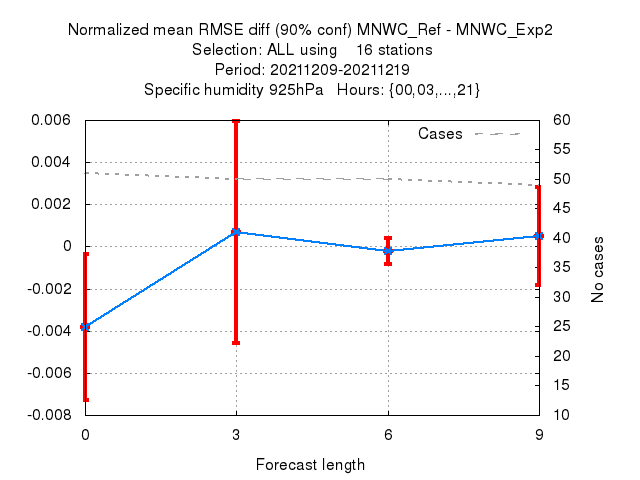 Normalized mean RMSE diff (90% conf) MNWC_Ref - MNWC_Exp2
Selection: ALL using    16 stations
Period: 20211209-20211219
Specific humidity 925hPa   Hours: {00,03,...,21}
Cases
0.006
0.004
0.002
0
-0.002
-0.004
-0.006
-0.008
60
55
50
45
40
35
30
25
20
15
10
No cases
0 3 6 9
Forecast length